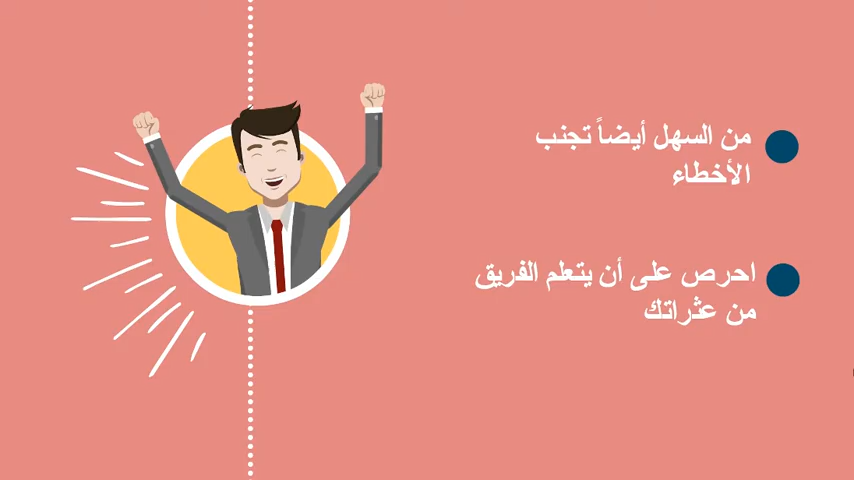 من السهل أيضاً تجنب
الأخطاء
احرص على أن يتعلم الفريق
من عثراتك